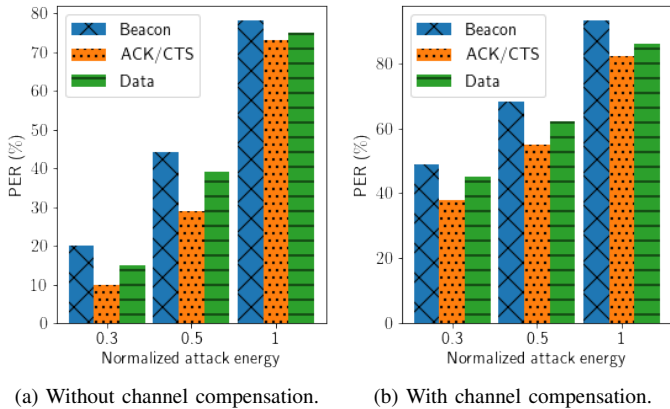 80
70
60
50
40
30
20
10
0
PER (%)
Beacon
ACK/CTS
Data
0.3 0.5 1
Normalized attack energy
(a) Without channel compensation.
80
60
40
20
0
PER (%)
Beacon
ACK/CTS
Data
0.3 0.5 1
Normalized attack energy
(b) With channel compensation.